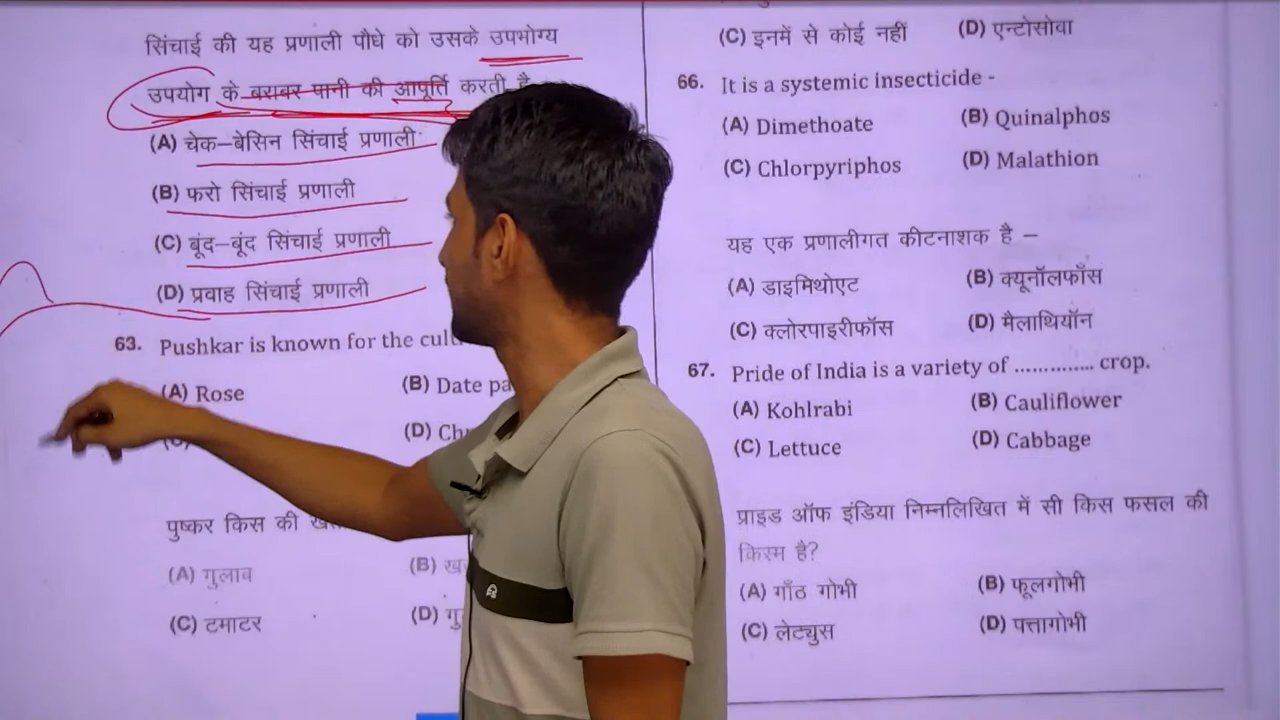 सिंचाई की यह प्रणाली पौधे को उसके उपभोग्य
उपयोग के बराबर पानी की आपूर्ति करती है
(A) चेक–बेसिन सिंचाई प्रणाली
(B) फरो सिंचाई प्रणाली
(C) बूंद–बूंद सिंचाई प्रणाली
(D) प्रवाह सिंचाई प्रणाली
63. Pushkar is known for the
(A) Rose
(B) Date
(D)
पुष्कर किस की
(A) गुलाब
(B)
(C) टमाटर
(D)
(C) इनमें से कोई नहीं
(D) एन्टोसोवा
66. It is a systemic insecticide -
(A) Dimethoate
(B) Quinalphos
(C) Chlorpyriphos
(D) Malathion
यह एक प्रणालीगत कीटनाशक है –
(A) डाइमिथोएट
(B) क्यूनॉलफॉस
(C) क्लोरपाइरीफॉस
(D) मैलाथियॉन
67. Pride of India is a variety of .............. crop.
(A) Kohlrabi
(B) Cauliflower
(C) Lettuce
(D) Cabbage
प्राइड ऑफ इंडिया निम्नलिखित में सी किस फसल की
किस्म है?
(A) गाँठ गोभी
(B) फूलगोभी
(C) लेट्युस
(D) पत्तागोभी